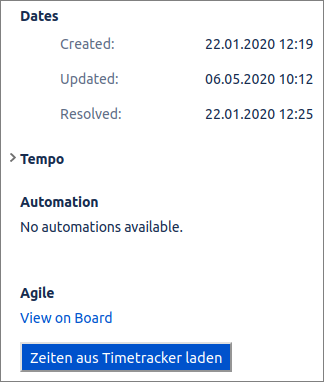 Dates
Created: 22.01.2020 12:19
Updated: 06.05.2020 10:12
Resolved: 22.01.2020 12:25
Tempo
Automation
No automations available.
Agile
View on Board
Zeiten aus Timetracker laden